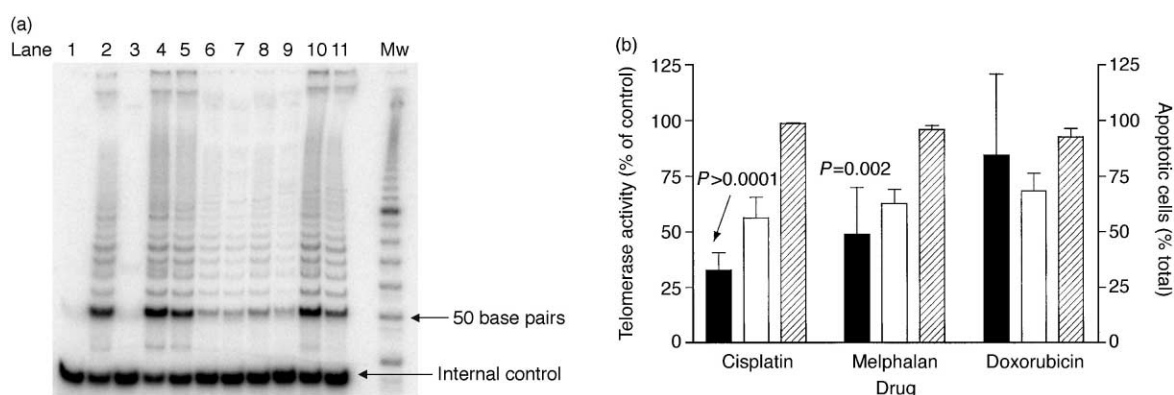 (a)
Lane 1 2 3 4 5 6 7 8 9 10 11 Mw
50 base pairs
Internal control
(b)
Telomerase activity (% of control)
125
100
75
50
25
0
P>0.0001
P=0.002
125
100
75
50
25
0
Apoptotic cells (% total)
Cisplatin Melphalan Doxorubicin
Drug